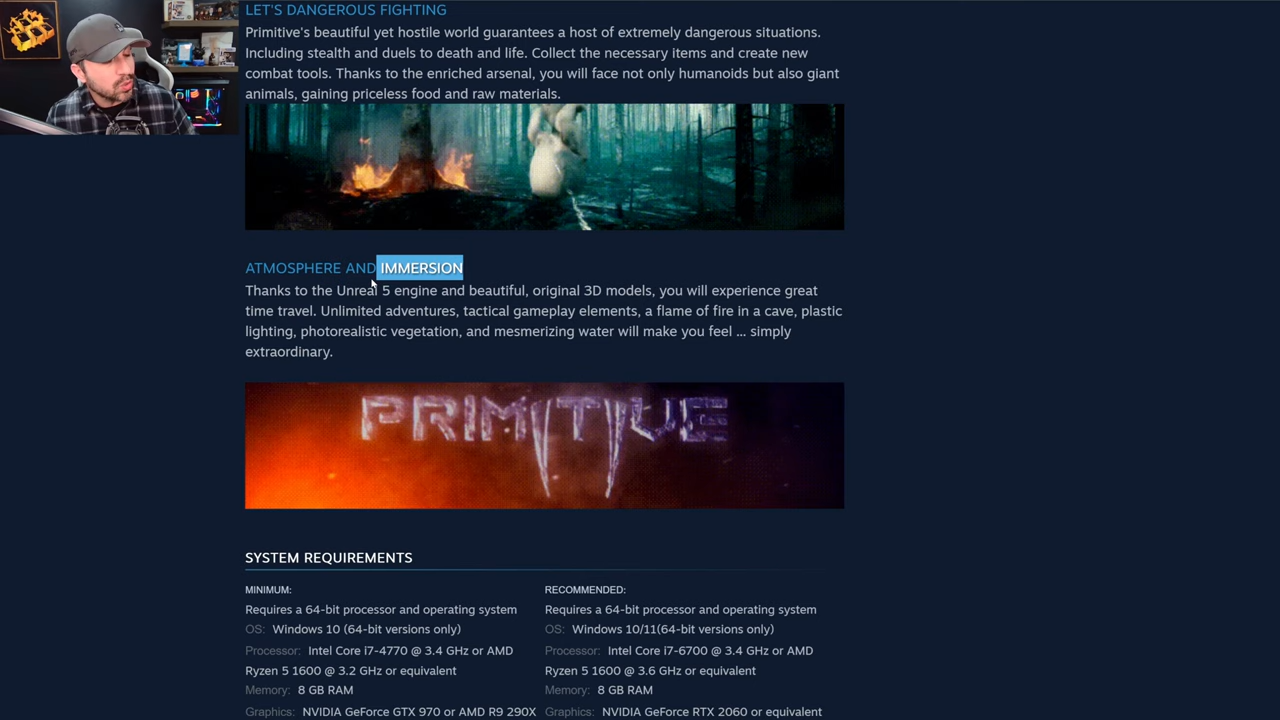 LET'S DANGEROUS FIGHTING
Primitive's beautiful yet hostile world guarantees a host of extremely dangerous situations.
Including stealth and duels to death and life. Collect the necessary items and create new
combat tools. Thanks to the enriched arsenal, you will face not only humanoids but also giant
animals, gaining priceless food and raw materials.
ATMOSPHERE AND IMMERSION
Thanks to the Unreal 5 engine and beautiful, original 3D models, you will experience great
time travel. Unlimited adventures, tactical gameplay elements, a flame of fire in a cave, plastic
lighting, photorealistic vegetation, and mesmerizing water will make you feel ... simply
extraordinary.
PRIMITIVE
SYSTEM REQUIREMENTS
MINIMUM:
Requires a 64-bit processor and operating system
OS: Windows 10 (64-bit versions only)
Processor: Intel Core i7-4770 @ 3.4 GHz or AMD
Ryzen 5 1600 @ 3.2 GHz or equivalent
Memory: 8 GB RAM
Graphics: NVIDIA GeForce GTX 970 or AMD R9 290X
RECOMMENDED:
Requires a 64-bit processor and operating system
OS: Windows 10/11(64-bit versions only)
Processor: Intel Core i7-6700 @ 3.4 GHz or AMD
Ryzen 5 1600 @ 3.6 GHz or equivalent
Memory: 8 GB RAM
Graphics: NVIDIA GeForce RTX 2060 or equivalent